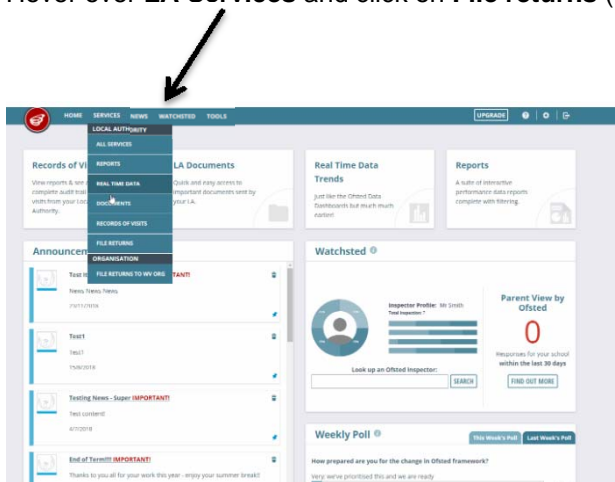 Hover over LA Services and click on File returns (
HOME SERVICES NEWS WATCHSTED TOOLS UPGRADE
LOCAL AUTHORITY
ALL SERVICES
REPORTS
REAL TIME DATA
DOCUMENTS
RECORDS OF VISITS
FILE RETURNS
ORGANISATION
FILE RETURNS TO WV ORG
Records of Vi
View reports & see
complete audit trail
visits from your Loc
Authority.
LA Documents
Quick and easy access to
important documents sent by
your LA.
Real Time Data
Trends
Just like the Ofsted Data
Dashboards but much much
earlier!
Reports
A suite of interactive
performance data reports
complete with filtering.
Announcem
Test
TANT!
News News News
Test1
Test1
15/8/2018
Testing News - Super IMPORTANT!
Test content!
End of Term!!! IMPORTANT!
Thanks to you all for your work this year - enjoy your summer break!!
Watchsted
Inspector Profile: Mr Smith
Total Inspection 7
Look up an Ofsted Inspector:
SEARCH
Parent View by
Ofsted
0
Responses for your school
within the last 30 days
FIND OUT MORE
Weekly Poll
This Week's Poll Last Week's Poll
How prepared are you for the change in Ofsted framework?
Very: we've prioritised this and we are ready